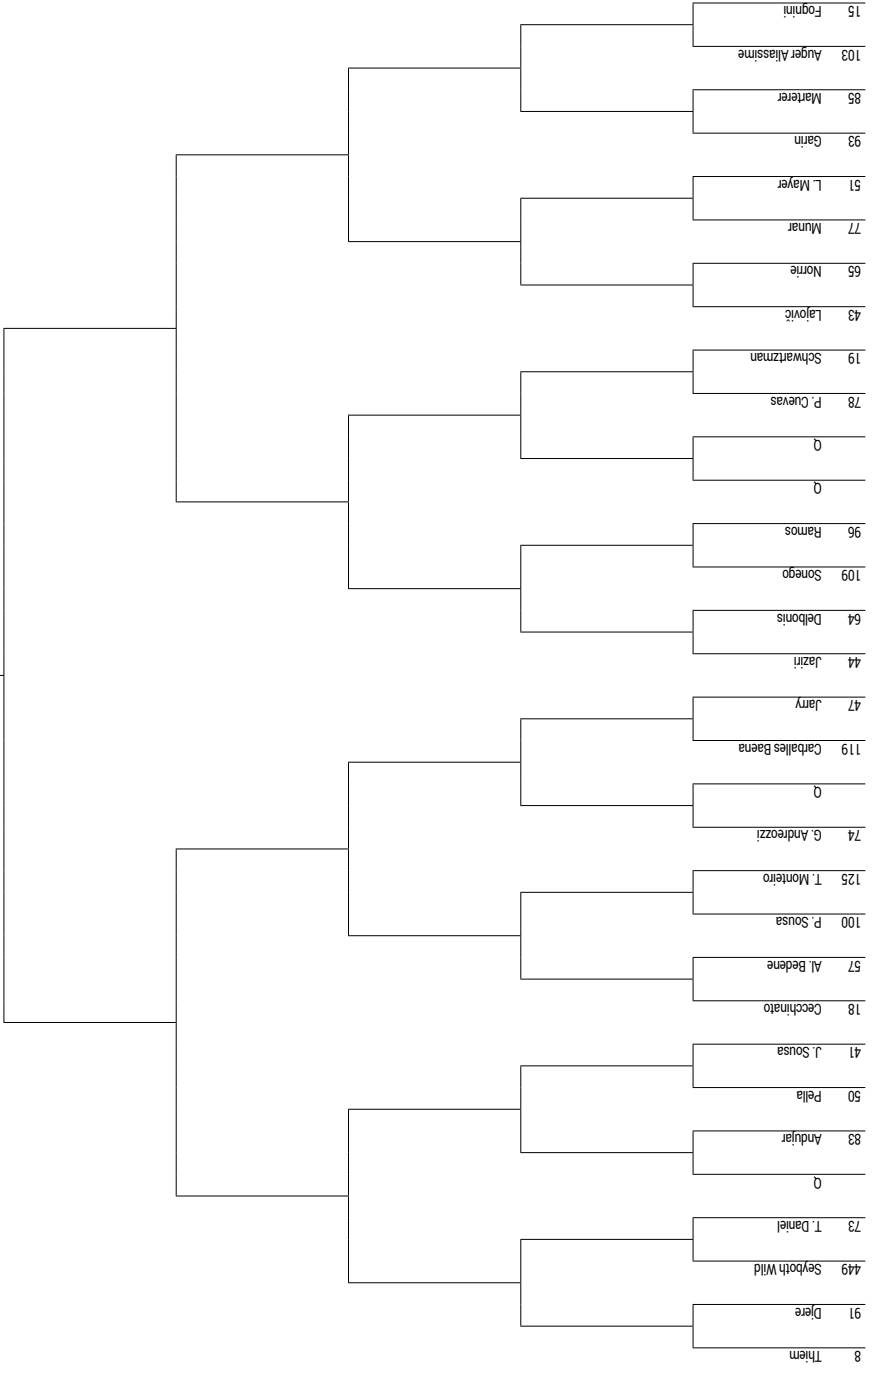 8 Thiem
91 Djere
449 Seyboth Wild
73 T. Daniel
Q
83 Andujar
50 Pella
41 J. Sousa
18 Cecchinato
57 Al. Bedene
100 P. Sousa
125 T. Monteiro
74 G. Andreozzi
Q
119 Carballes Baena
47 Jarry
44 Jaziri
64 Delbonis
109 Sonego
96 Ramos
Q
Q
78 P. Cuevas
19 Schwartzman
43 Lajovič
65 Norrie
77 Munar
51 L. Mayer
93 Garin
85 Marterer
103 Auger Aliassime
15 Fognini